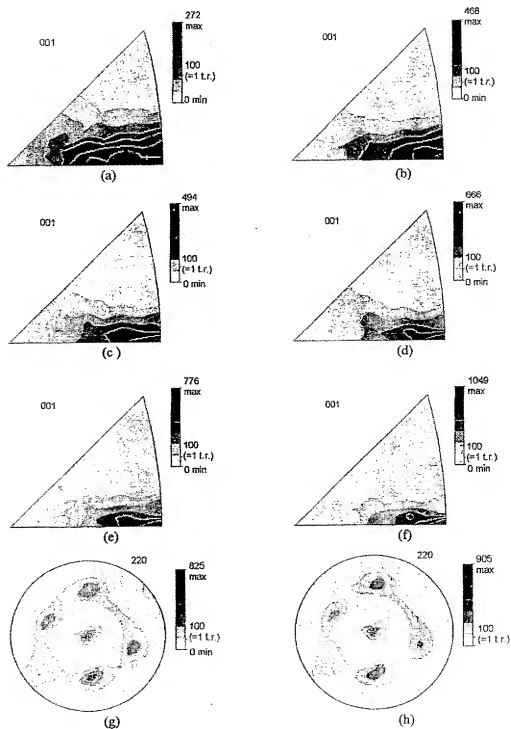 272
max
001
100
(=1 t.r.)
0 min
(a)
468
max
001
100
(=1 t.r.)
0 min
(b)
494
max
001
100
(=1 t.r.)
0 min
(c )
666
max
001
100
(=1 t.r.)
0 min
(d)
776
max
001
100
(=1 t.r.)
0 min
(e)
1049
max
001
100
(=1 t.r.)
0 min
(f)
220
825
max
100
(=1 t.r.)
0 min
(g)
220
905
max
100
(=1 t.r.)
0 min
(h)